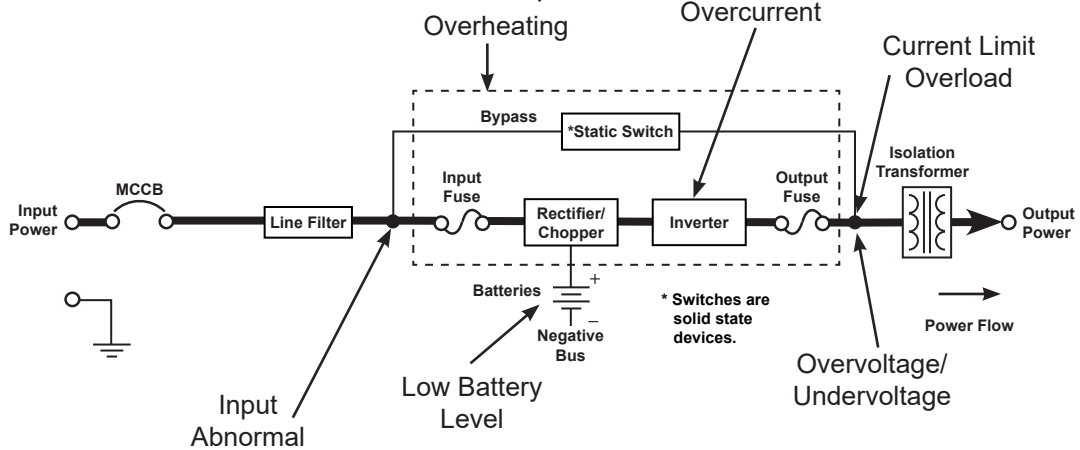 Overcurrent
Overheating
Current Limit
Overload
Bypass
*Static Switch
Isolation
Transformer
MCCB
Input
Fuse
Output
Fuse
Input
Power
Line Filter
Rectifier/
Chopper
Inverter
Output
Power
Batteries
+
–
Negative
Bus
* Switches are
solid state
devices.
Power Flow
Overvoltage/
Undervoltage
Low Battery
Level
Input
Abnormal